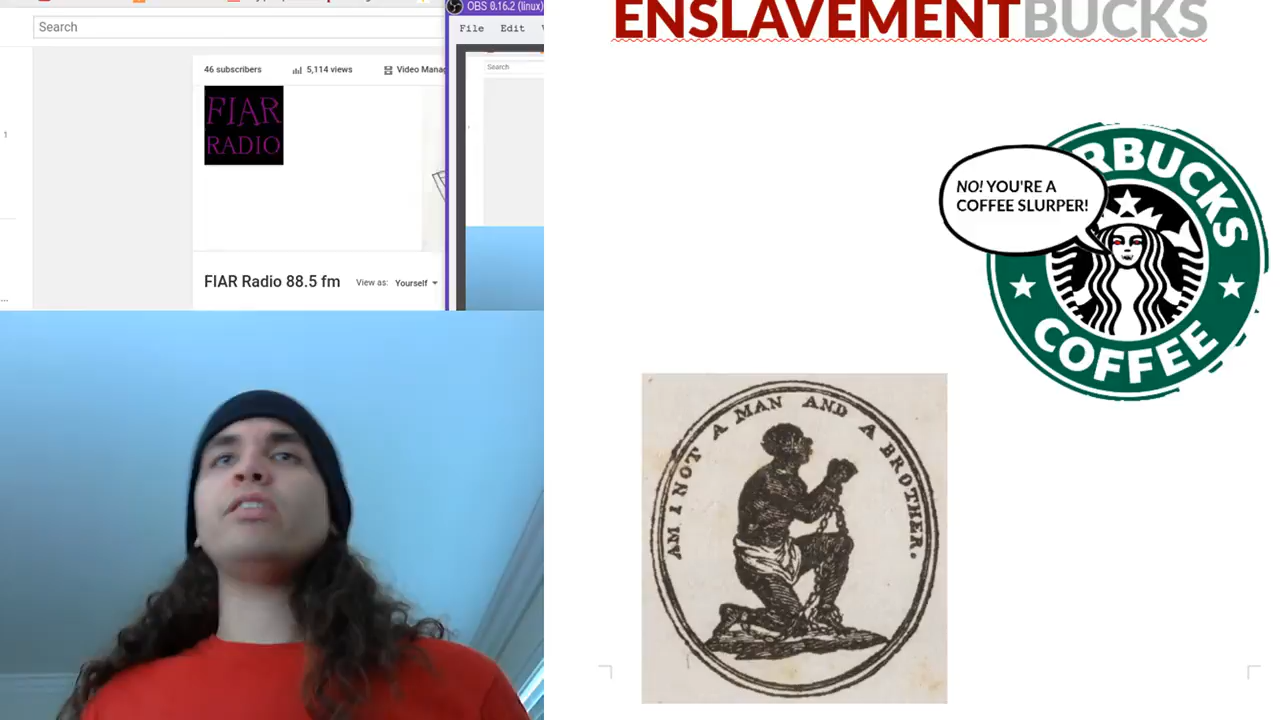 Search
46 subscribers
5,114 views
Video Manag
FIAR
RADIO
FIAR Radio 88.5 fm
View as:
Yourself
1
...
OBS 0.16.2 (linux)
File Edit V
Search
ENSLAVEMENTBUCKS
NO! YOU'RE A
COFFEE SLURPER!
RBUCKS
COFFEE
AM I NOT A MAN AND A BROTHER.